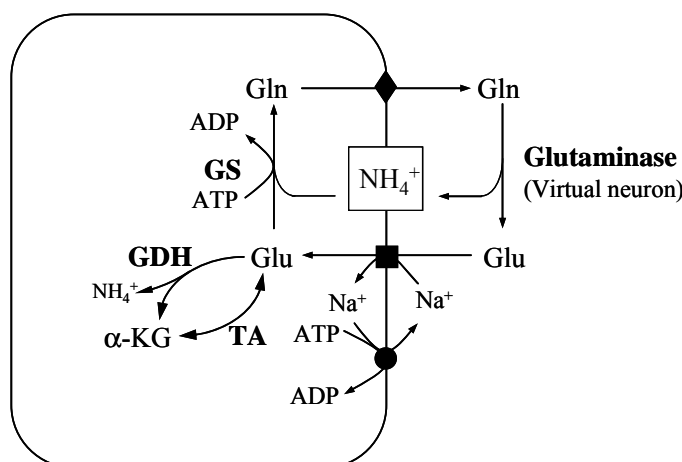 Gln
Gln
ADP
GS
ATP
NH₄⁺
Glutaminase
(Virtual neuron)
GDH
Glu
Glu
NH₄⁺
α-KG
TA
Na⁺
Na⁺
ATP
ADP